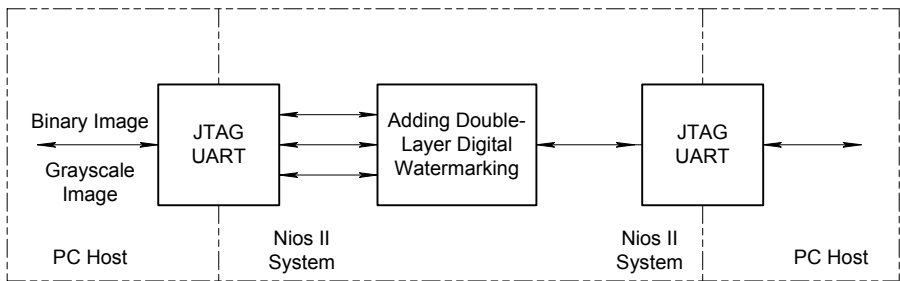 Binary Image
Grayscale
Image
JTAG
UART
Adding Double-
Layer Digital
Watermarking
JTAG
UART
PC Host
Nios II
System
Nios II
System
PC Host